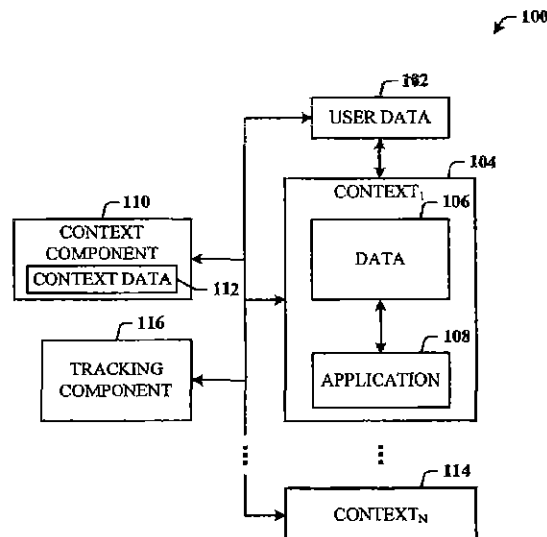 100
102
USER DATA
104
CONTEXT1
106
DATA
108
APPLICATION
110
CONTEXT
COMPONENT
CONTEXT DATA
112
116
TRACKING
COMPONENT
114
CONTEXTN